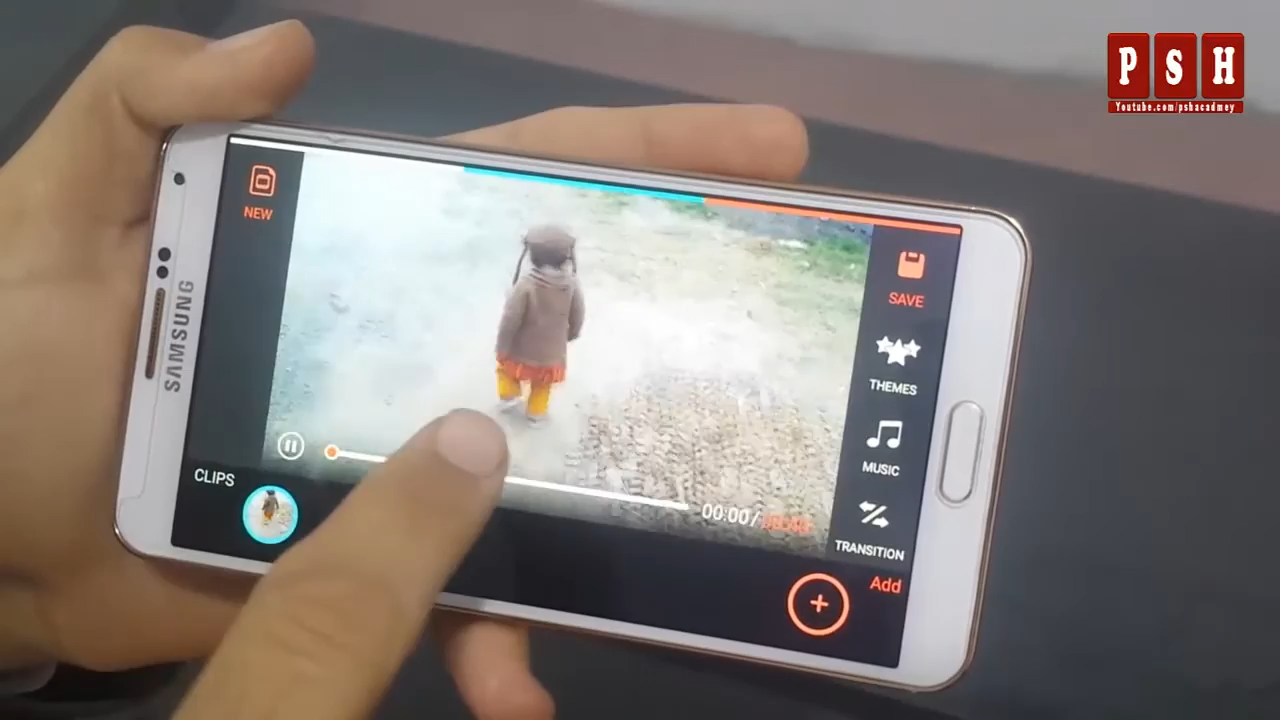 P S H
Youtube.com/pshacadmey
SAMSUNG
NEW
SAVE
THEMES
MUSIC
TRANSITION
CLIPS
00:00/
Add